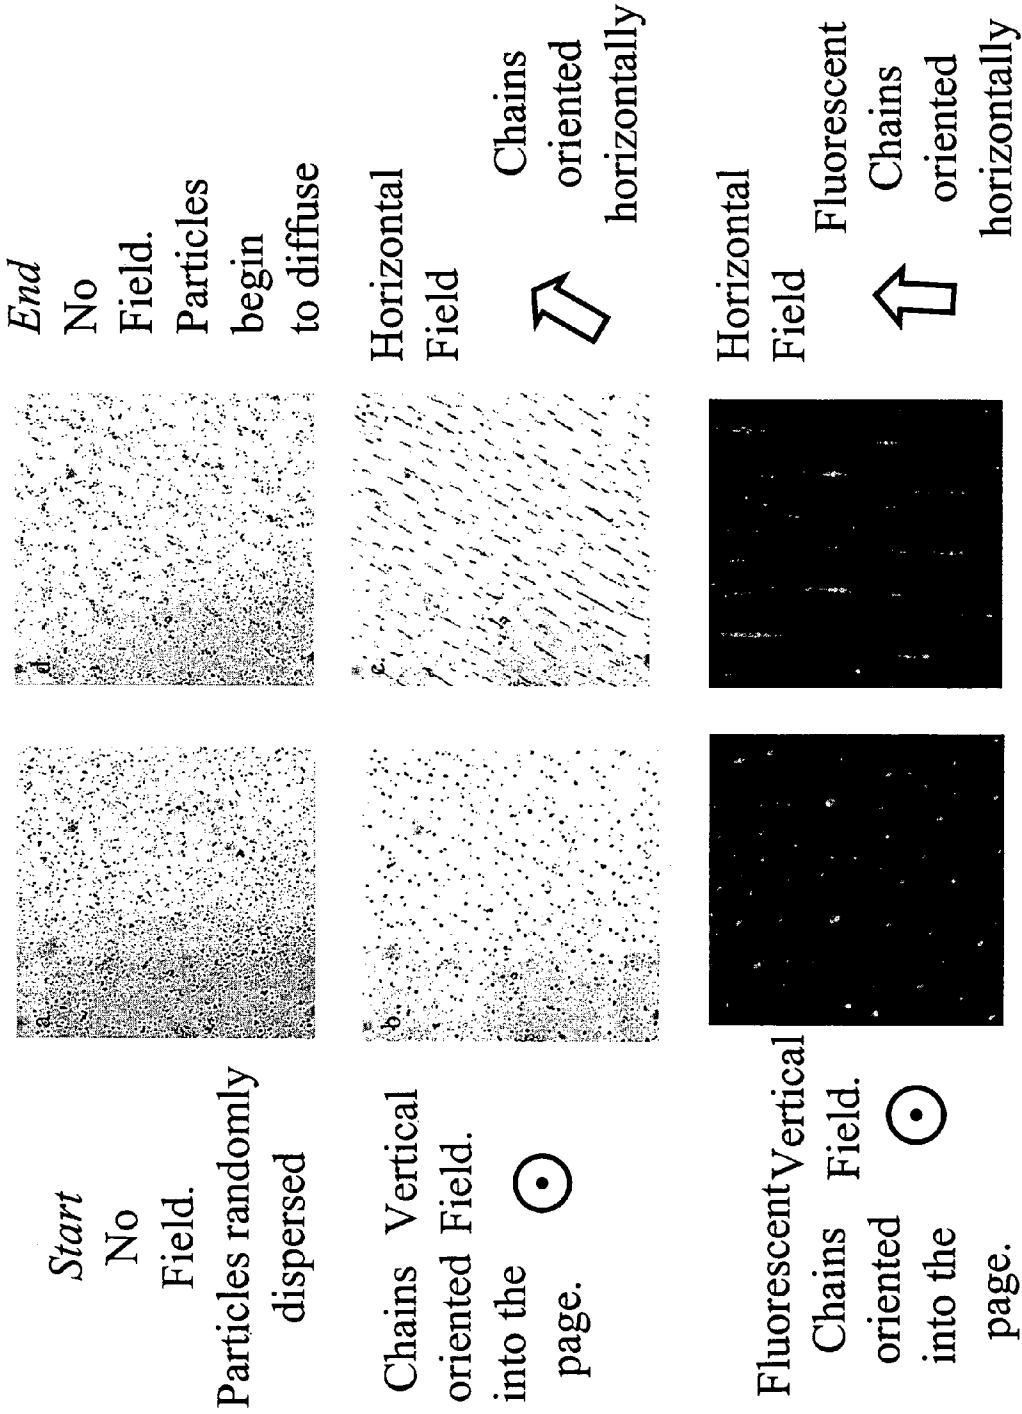 Start
No
Field.
Particles randomly
dispersed
a.
d.
End
No
Field.
Particles
begin
to diffuse
Chains Vertical
oriented Field.
into the
page.
b.
c.
Horizontal
Field
Chains
oriented
horizontally
Fluorescent Vertical
Chains Field.
oriented
into the
page.
Horizontal
Field
Fluorescent
Chains
oriented
horizontally